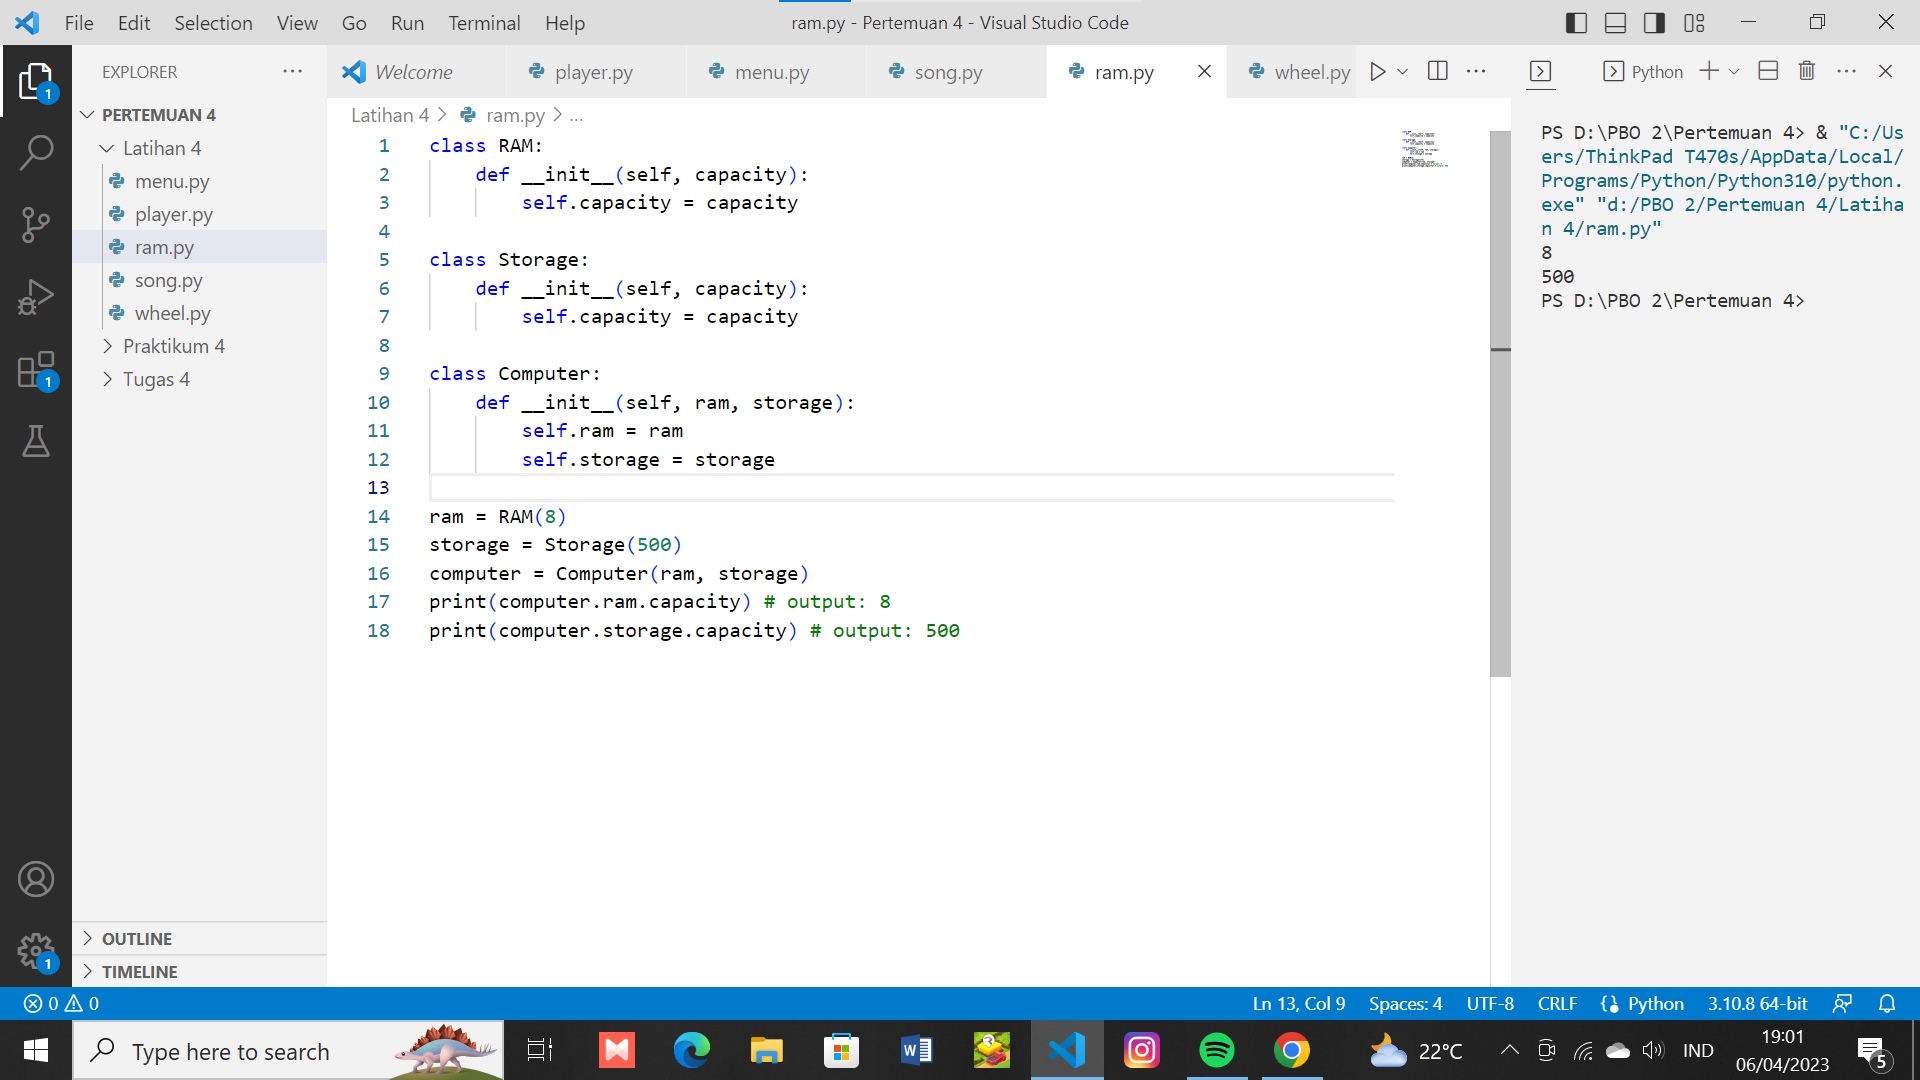 File Edit Selection View Go Run Terminal Help
ram.py - Pertemuan 4 - Visual Studio Code
EXPLORER
PERTEMUAN 4
Latihan 4
menu.py
player.py
ram.py
song.py
wheel.py
Praktikum 4
Tugas 4
OUTLINE
TIMELINE
1
1
1
Welcome player.py menu.py song.py ram.py wheel.py
Latihan 4 > ram.py > ...
1 class RAM:
2     def __init__(self, capacity):
3         self.capacity = capacity
4
5 class Storage:
6     def __init__(self, capacity):
7         self.capacity = capacity
8
9 class Computer:
10     def __init__(self, ram, storage):
11         self.ram = ram
12         self.storage = storage
13
14 ram = RAM(8)
15 storage = Storage(500)
16 computer = Computer(ram, storage)
17 print(computer.ram.capacity) # output: 8
18 print(computer.storage.capacity) # output: 500
Python
PS D:\PBO 2\Pertemuan 4> & "C:/Us
ers/ThinkPad T470s/AppData/Local/
Programs/Python/Python310/python.
exe" "d:/PBO 2/Pertemuan 4/Latiha
n 4/ram.py"
8
500
PS D:\PBO 2\Pertemuan 4>
0 0
Ln 13, Col 9 Spaces: 4 UTF-8 CRLF Python 3.10.8 64-bit
Type here to search
22°C
IND
19:01
06/04/2023
5